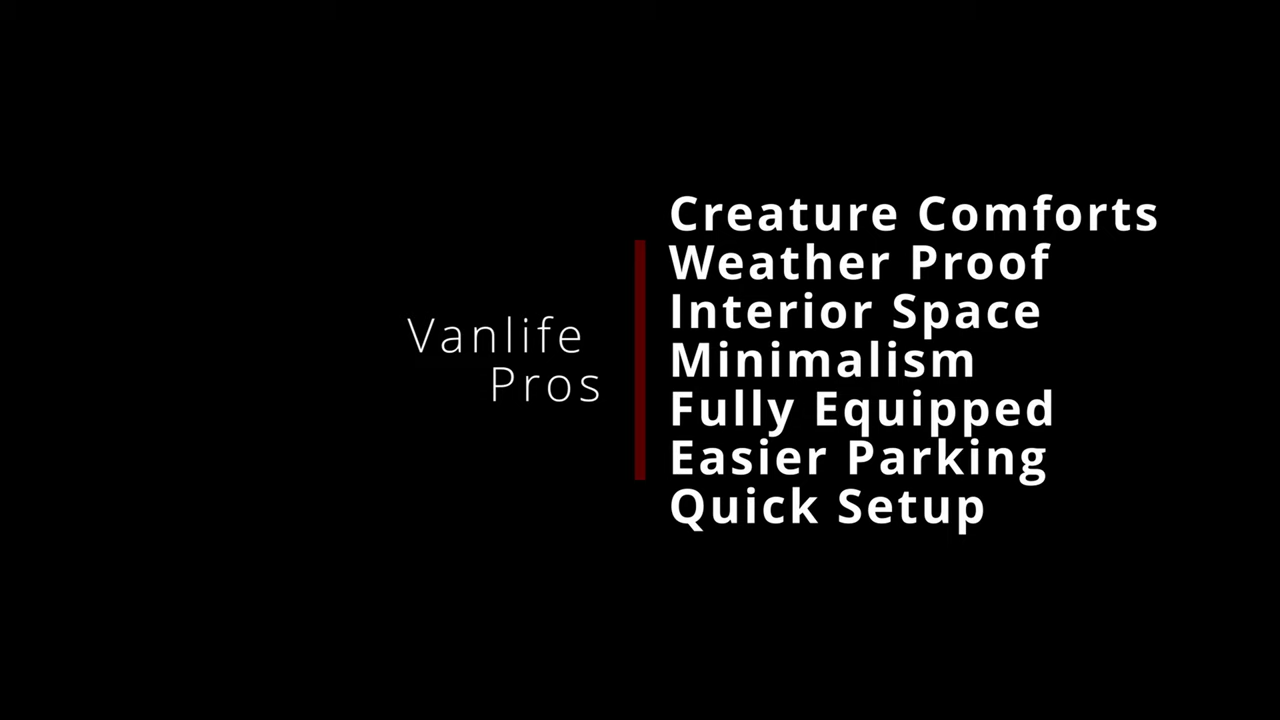 Vanlife
Pros
Creature Comforts
Weather Proof
Interior Space
Minimalism
Fully Equipped
Easier Parking
Quick Setup